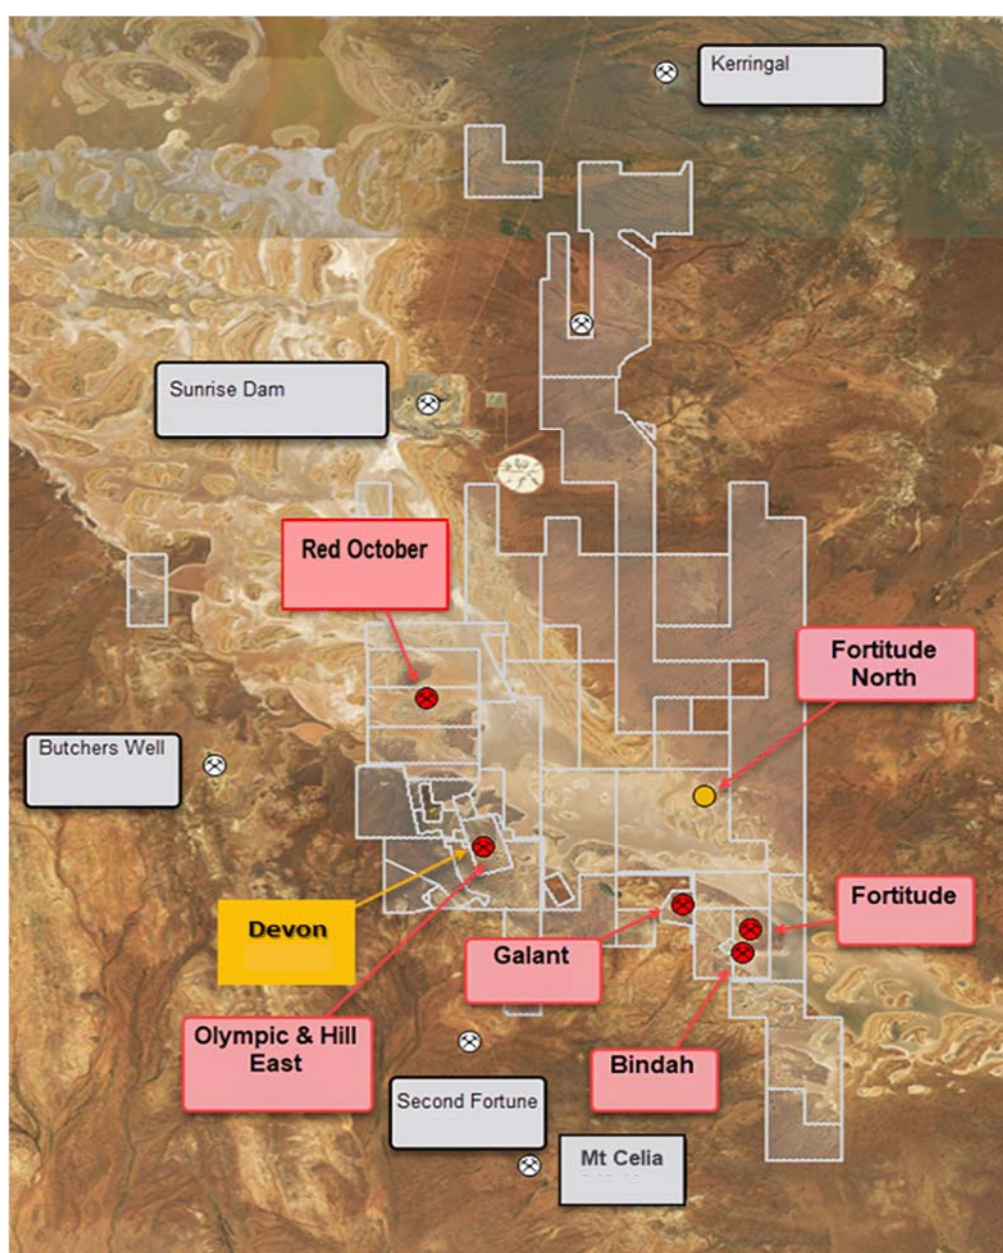 Kerringal
Sunrise Dam
Red October
Fortitude
North
Butchers Well
Fortitude
Devon
Galant
Olympic & Hill
East
Bindah
Second Fortune
Mt Celia